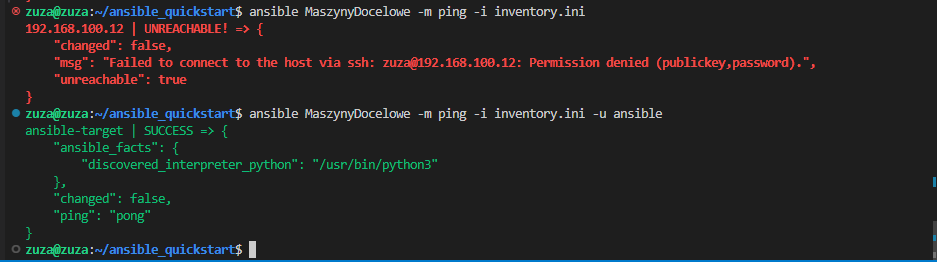 zuza@zuza:~/ansible_quickstart$ ansible MaszynyDocelowe -m ping -i inventory.ini
192.168.100.12 | UNREACHABLE! => {
    "changed": false,
    "msg": "Failed to connect to the host via ssh: zuza@192.168.100.12: Permission denied (publickey,password).",
    "unreachable": true
}
zuza@zuza:~/ansible_quickstart$ ansible MaszynyDocelowe -m ping -i inventory.ini -u ansible
ansible-target | SUCCESS => {
    "ansible_facts": {
        "discovered_interpreter_python": "/usr/bin/python3"
    },
    "changed": false,
    "ping": "pong"
}
zuza@zuza:~/ansible_quickstart$